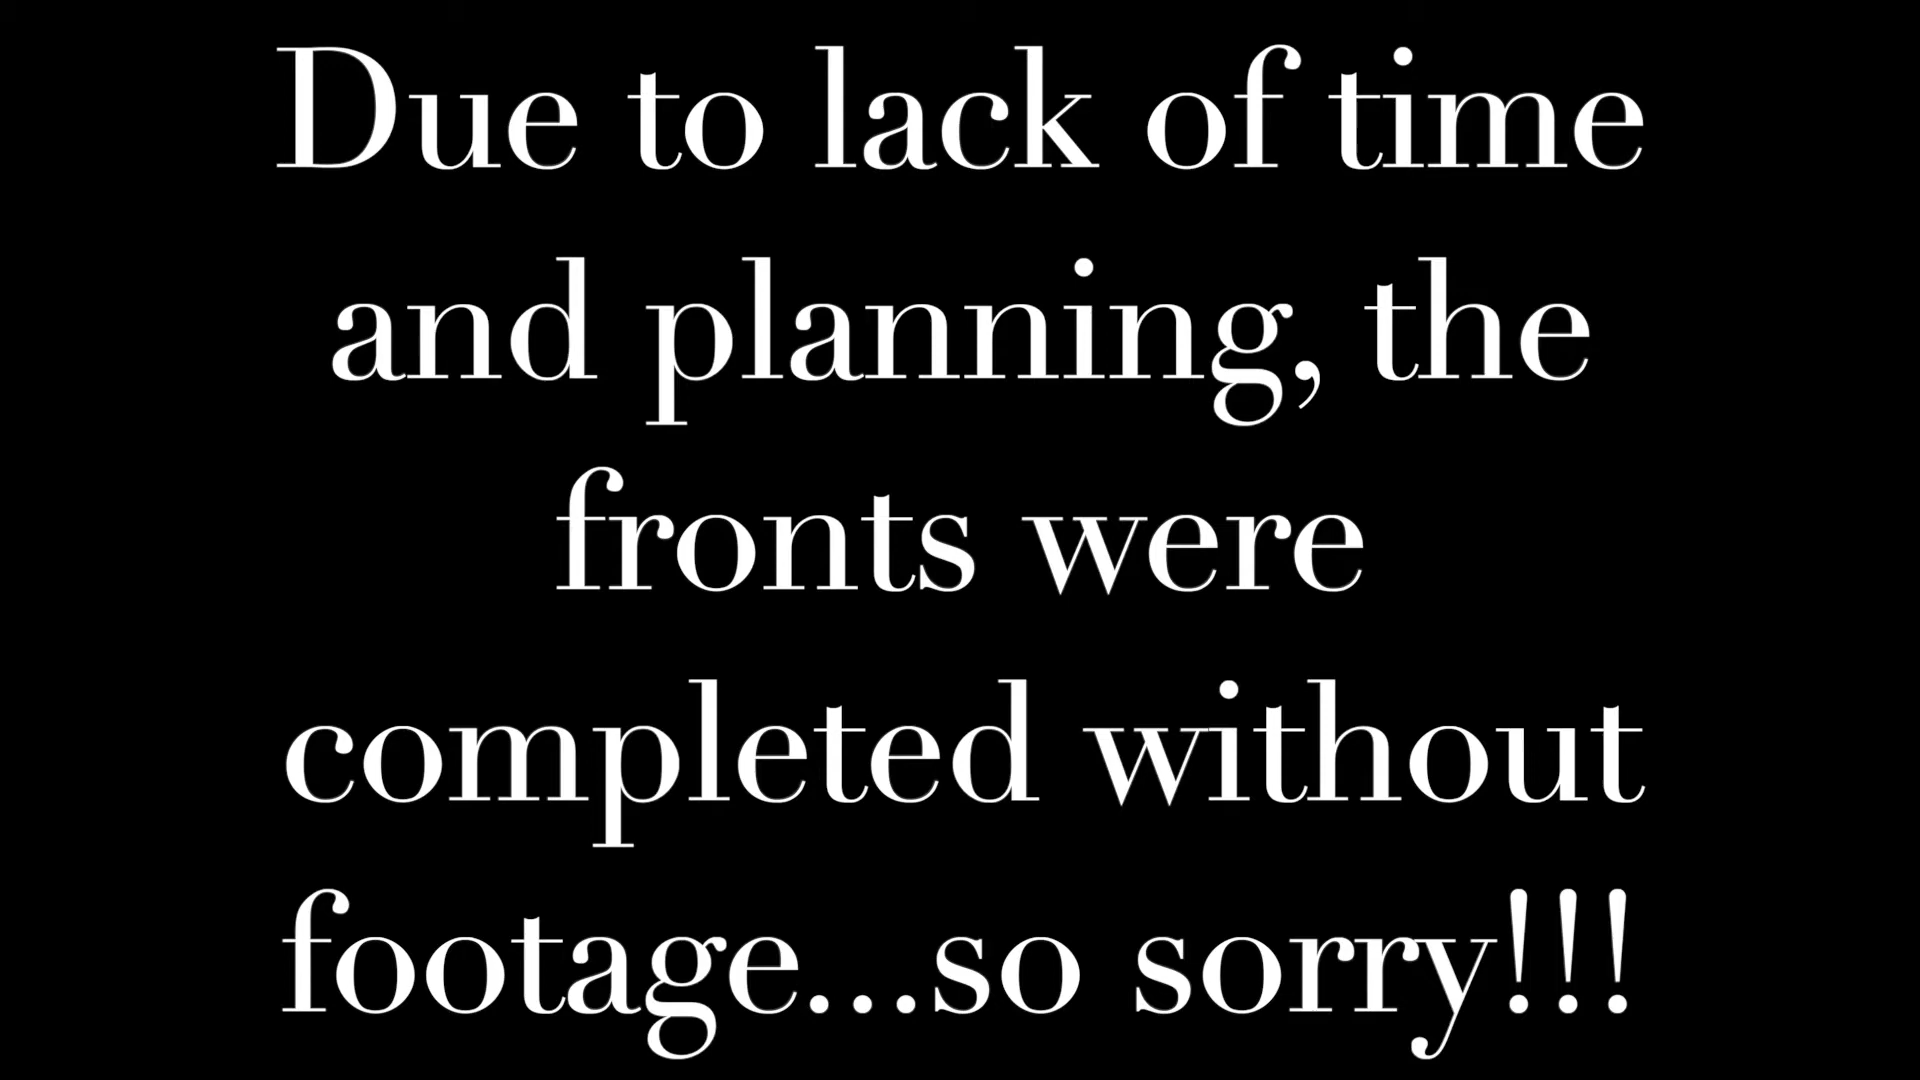 Due to lack of time
and planning, the
fronts were
completed without
footage...so sorry!!!